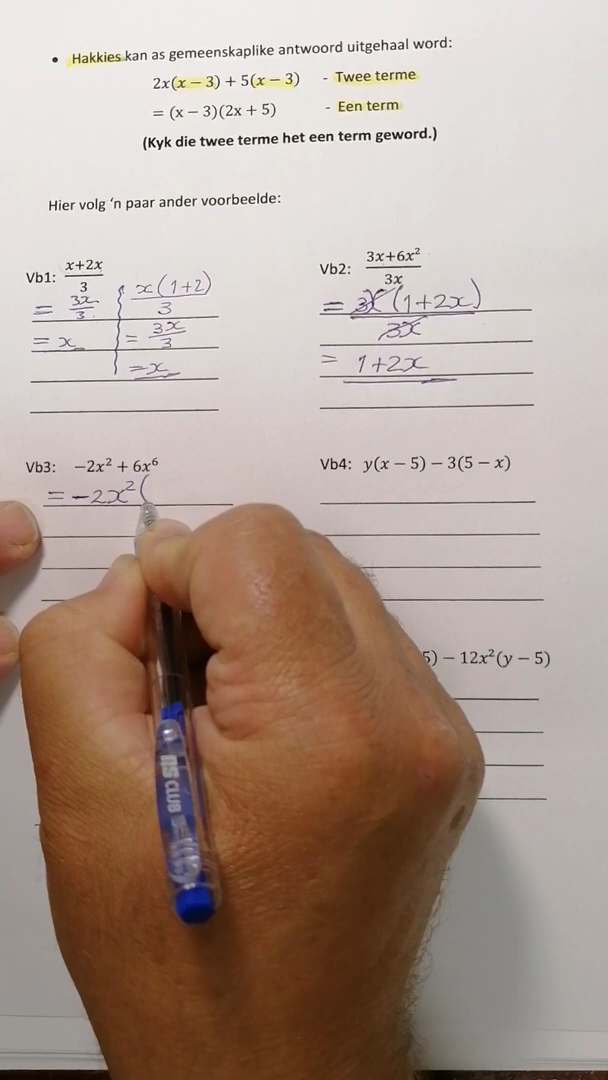 • Hakkies kan as gemeenskaplike antwoord uitgehaal word:
2x(x − 3) + 5(x − 3) - Twee terme
= (x − 3)(2x + 5) - Een term
(Kyk die twee terme het een term geword.)
Hier volg ‘n paar ander voorbeelde:
Vb1: x+2x / 3
= 3x / 3
= x
x(1+2) / 3
= 3x / 3
= x
Vb2: 3x+6x² / 3x
= 3x(1+2x) / 3x
= 1+2x
Vb3: −2x² + 6x⁶
= −2x²(
Vb4: y(x − 5) − 3(5 − x)
5) − 12x²(y − 5)
CLUB